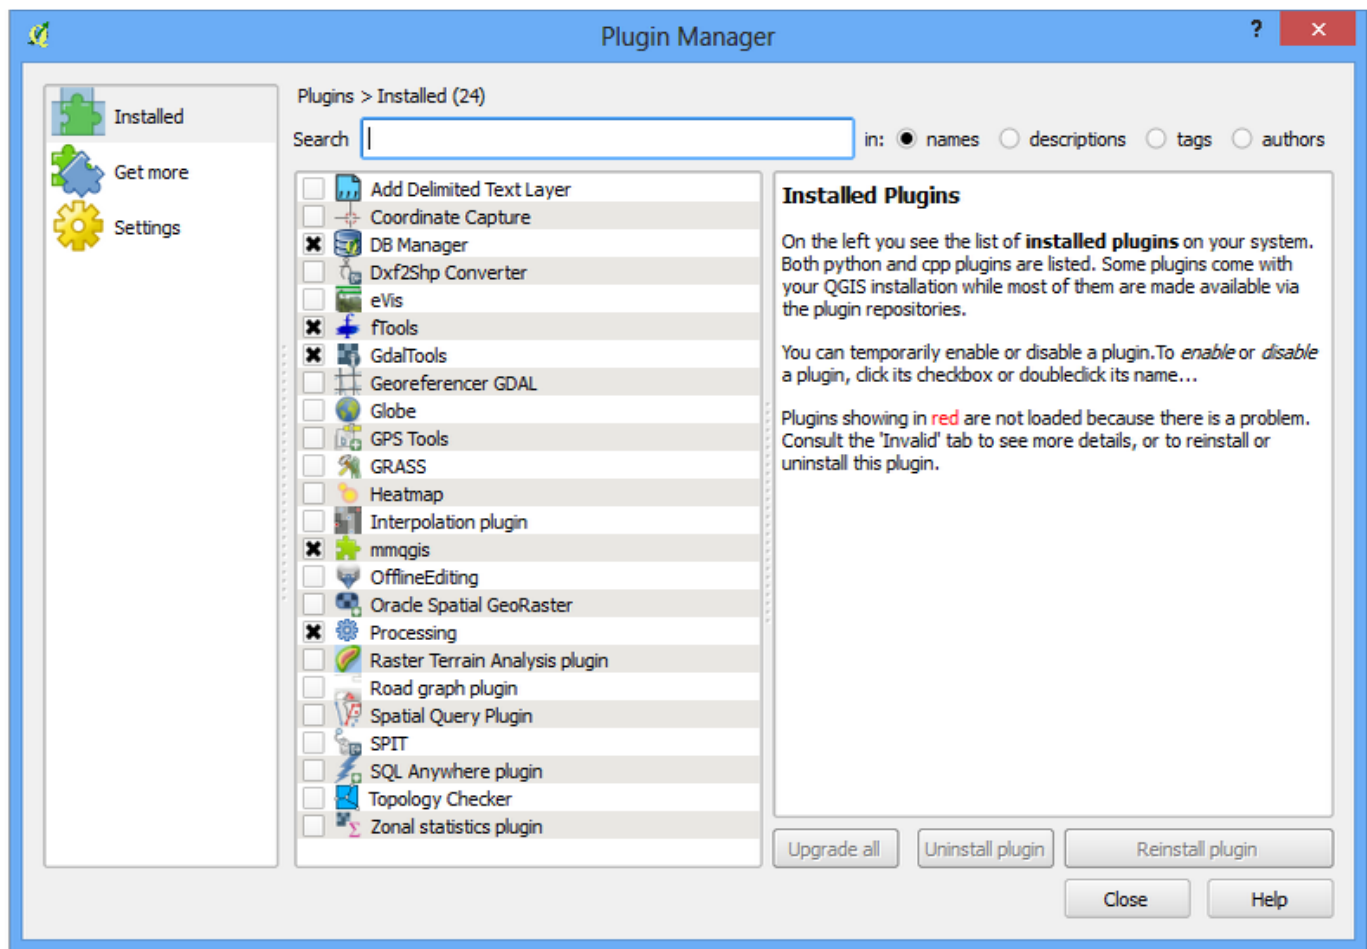 Plugin Manager
?
Installed
Get more
Settings
Plugins > Installed (24)
Search in: names descriptions tags authors
Add Delimited Text Layer
Coordinate Capture
DB Manager
Dxf2Shp Converter
eVis
fTools
GdalTools
Georeferencer GDAL
Globe
GPS Tools
GRASS
Heatmap
Interpolation plugin
mmqgis
OfflineEditing
Oracle Spatial GeoRaster
Processing
Raster Terrain Analysis plugin
Road graph plugin
Spatial Query Plugin
SPIT
SQL Anywhere plugin
Topology Checker
Zonal statistics plugin
Installed Plugins
On the left you see the list of installed plugins on your system.
Both python and cpp plugins are listed. Some plugins come with
your QGIS installation while most of them are made available via
the plugin repositories.
You can temporarily enable or disable a plugin.To enable or disable
a plugin, click its checkbox or doubleclick its name...
Plugins showing in red are not loaded because there is a problem.
Consult the 'Invalid' tab to see more details, or to reinstall or
uninstall this plugin.
Upgrade all Uninstall plugin Reinstall plugin
Close Help